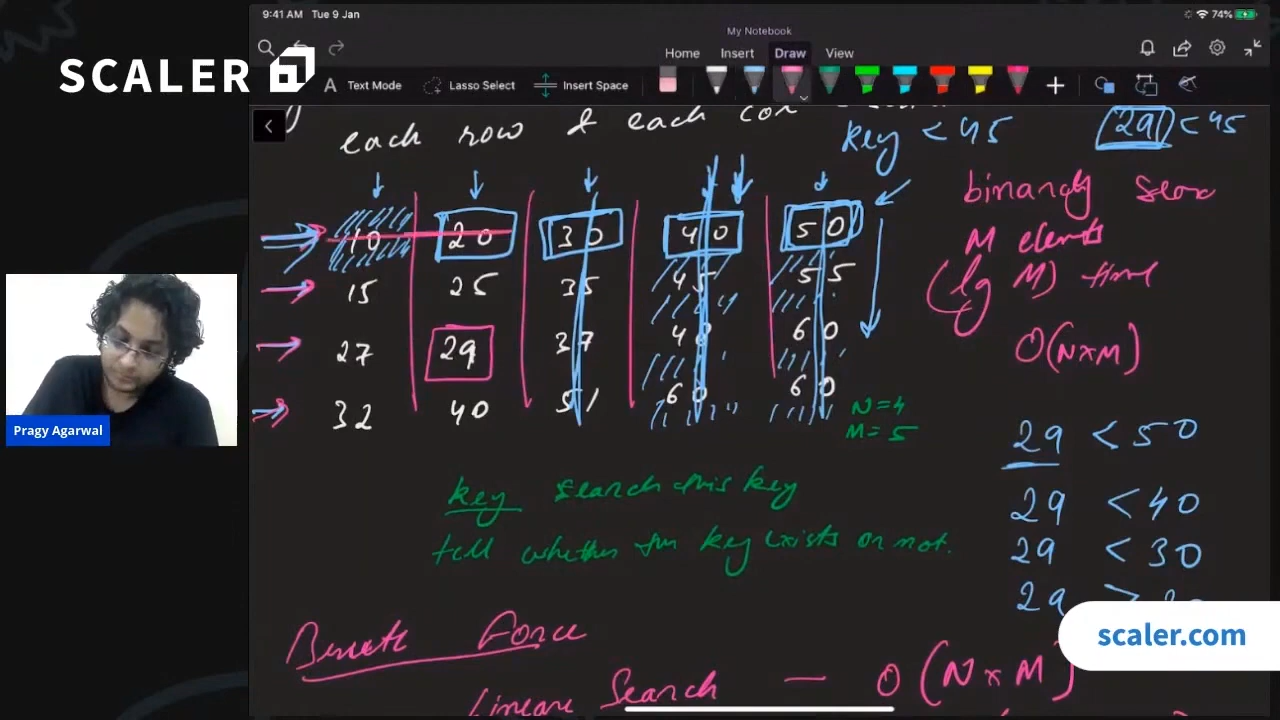 9:41 AM Tue 9 Jan
74%
My Notebook
SCALER
Home Insert Draw View
Text Mode Lasso Select Insert Space
each row & each
key < 45
29 < 45
binary
M elements
(lg M) time
O(N×M)
10 20 30 40 50
15 25 35 45 55
27 29 37 48 60
32 40 51 60 60
N=4
M=5
Pragy Agarwal
key search this key
tell whether the key exists or not.
29 < 50
29 < 40
29 < 30
29 >
Brute Force
Linear Search — O(N×M)
scaler.com